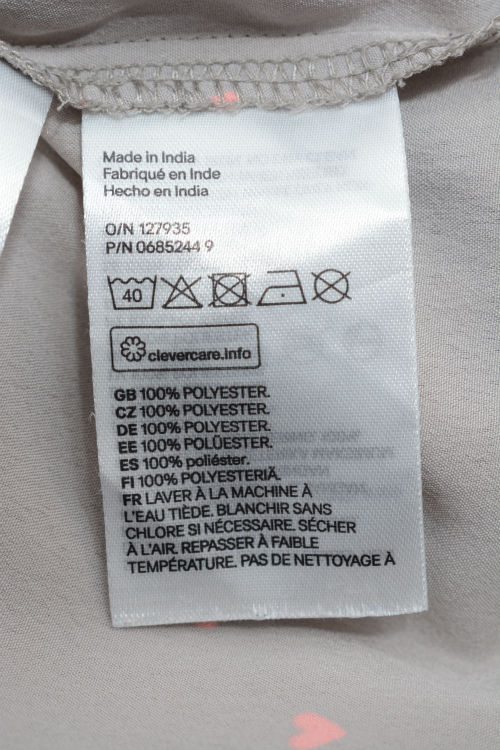 Made in India
Fabriqué en Inde
Hecho en India
O/N 127935
P/N 0685244 9
40
clevercare.info
GB 100% POLYESTER.
CZ 100% POLYESTER.
DE 100% POLYESTER.
EE 100% POLÜESTER.
ES 100% poliéster.
FI 100% POLYESTERIÄ.
FR LAVER À LA MACHINE À
L'EAU TIÈDE. BLANCHIR SANS
CHLORE SI NÉCESSAIRE. SÉCHER
À L'AIR. REPASSER À FAIBLE
TEMPÉRATURE. PAS DE NETTOYAGE À